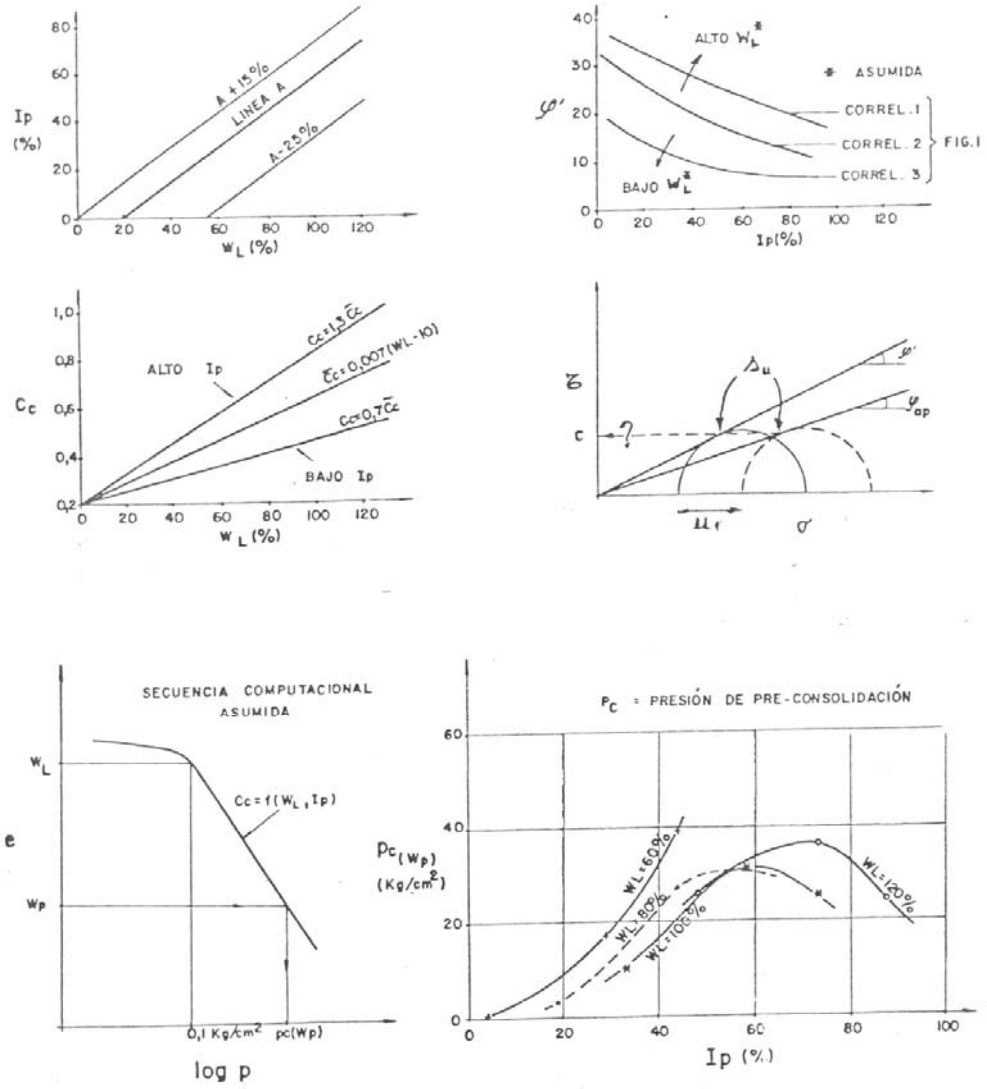 80
60
40
20
0
Ip
(%)
A + 15%
LINEA A
A-25%
0 20 40 60 80 100 120
WL (%)
40
30
20
10
0
φ'
ALTO WL*
* ASUMIDA
CORREL. 1
CORREL. 2
CORREL. 3
FIG.1
BAJO WL*
0 20 40 60 80 100 120
Ip (%)
1,0
0,8
0,6
0,4
0,2
Cc
ALTO Ip
Cc=1,3 C̄c
C̄c=0,007(WL-10)
Cc=0,7C̄c
BAJO Ip
0 20 40 60 80 100 120
WL (%)
c
?
su
φ'
φap
σ
SECUENCIA COMPUTACIONAL
ASUMIDA
WL
Cc=f(WL,Ip)
e
Wp
0,1 Kg/cm² pc(Wp)
log p
Pc = PRESIÓN DE PRE-CONSOLIDACIÓN
60
40
20
0
pc(Wp)
(Kg/cm²)
WL=60%
WL=80%
WL=100%
WL=120%
0 20 40 60 80 100
Ip (%)